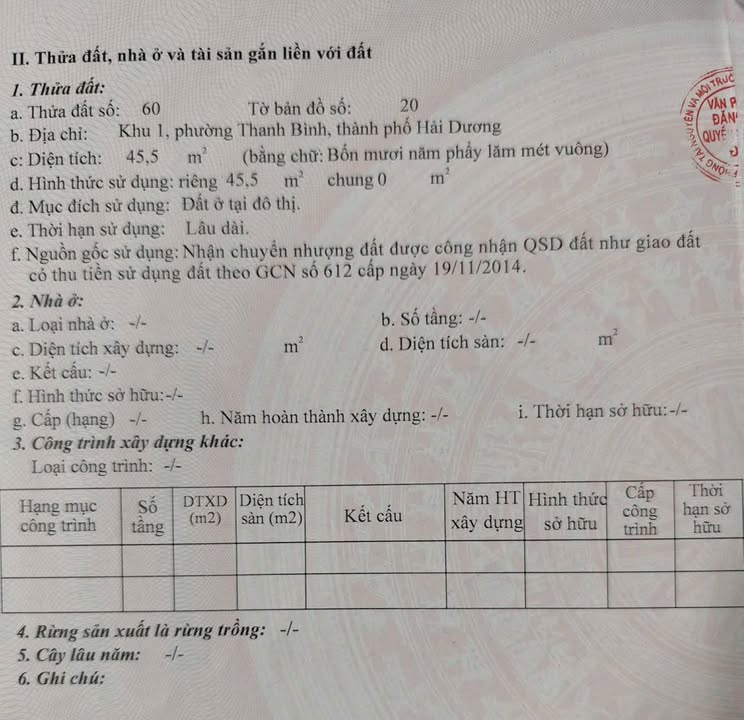 II. Thửa đất, nhà ở và tài sản gắn liền với đất
1. Thửa đất:
a. Thửa đất số: 60 Tờ bản đồ số: 20
b. Địa chỉ: Khu 1, phường Thanh Bình, thành phố Hải Dương
c: Diện tích: 45,5 m² (bằng chữ: Bốn mươi năm phẩy lăm mét vuông)
d. Hình thức sử dụng: riêng 45,5 m² chung 0 m²
đ. Mục đích sử dụng: Đất ở tại đô thị.
e. Thời hạn sử dụng: Lâu dài.
f. Nguồn gốc sử dụng: Nhận chuyển nhượng đất được công nhận QSD đất như giao đất
có thu tiền sử dụng đất theo GCN số 612 cấp ngày 19/11/2014.
2. Nhà ở:
a. Loại nhà ở: -/- b. Số tầng: -/-
c. Diện tích xây dựng: -/- m² d. Diện tích sàn: -/- m²
e. Kết cấu: -/-
f. Hình thức sở hữu:-/-
g. Cấp (hạng) -/- h. Năm hoàn thành xây dựng: -/- i. Thời hạn sở hữu:-/-
3. Công trình xây dựng khác:
Loại công trình: -/-
Hạng mục công trình Số tầng DTXD (m2) Diện tích sàn (m2) Kết cấu Năm HT xây dựng Hình thức sở hữu Cấp công trình Thời hạn sở hữu
4. Rừng sản xuất là rừng trồng: -/-
5. Cây lâu năm: -/-
6. Ghi chú: